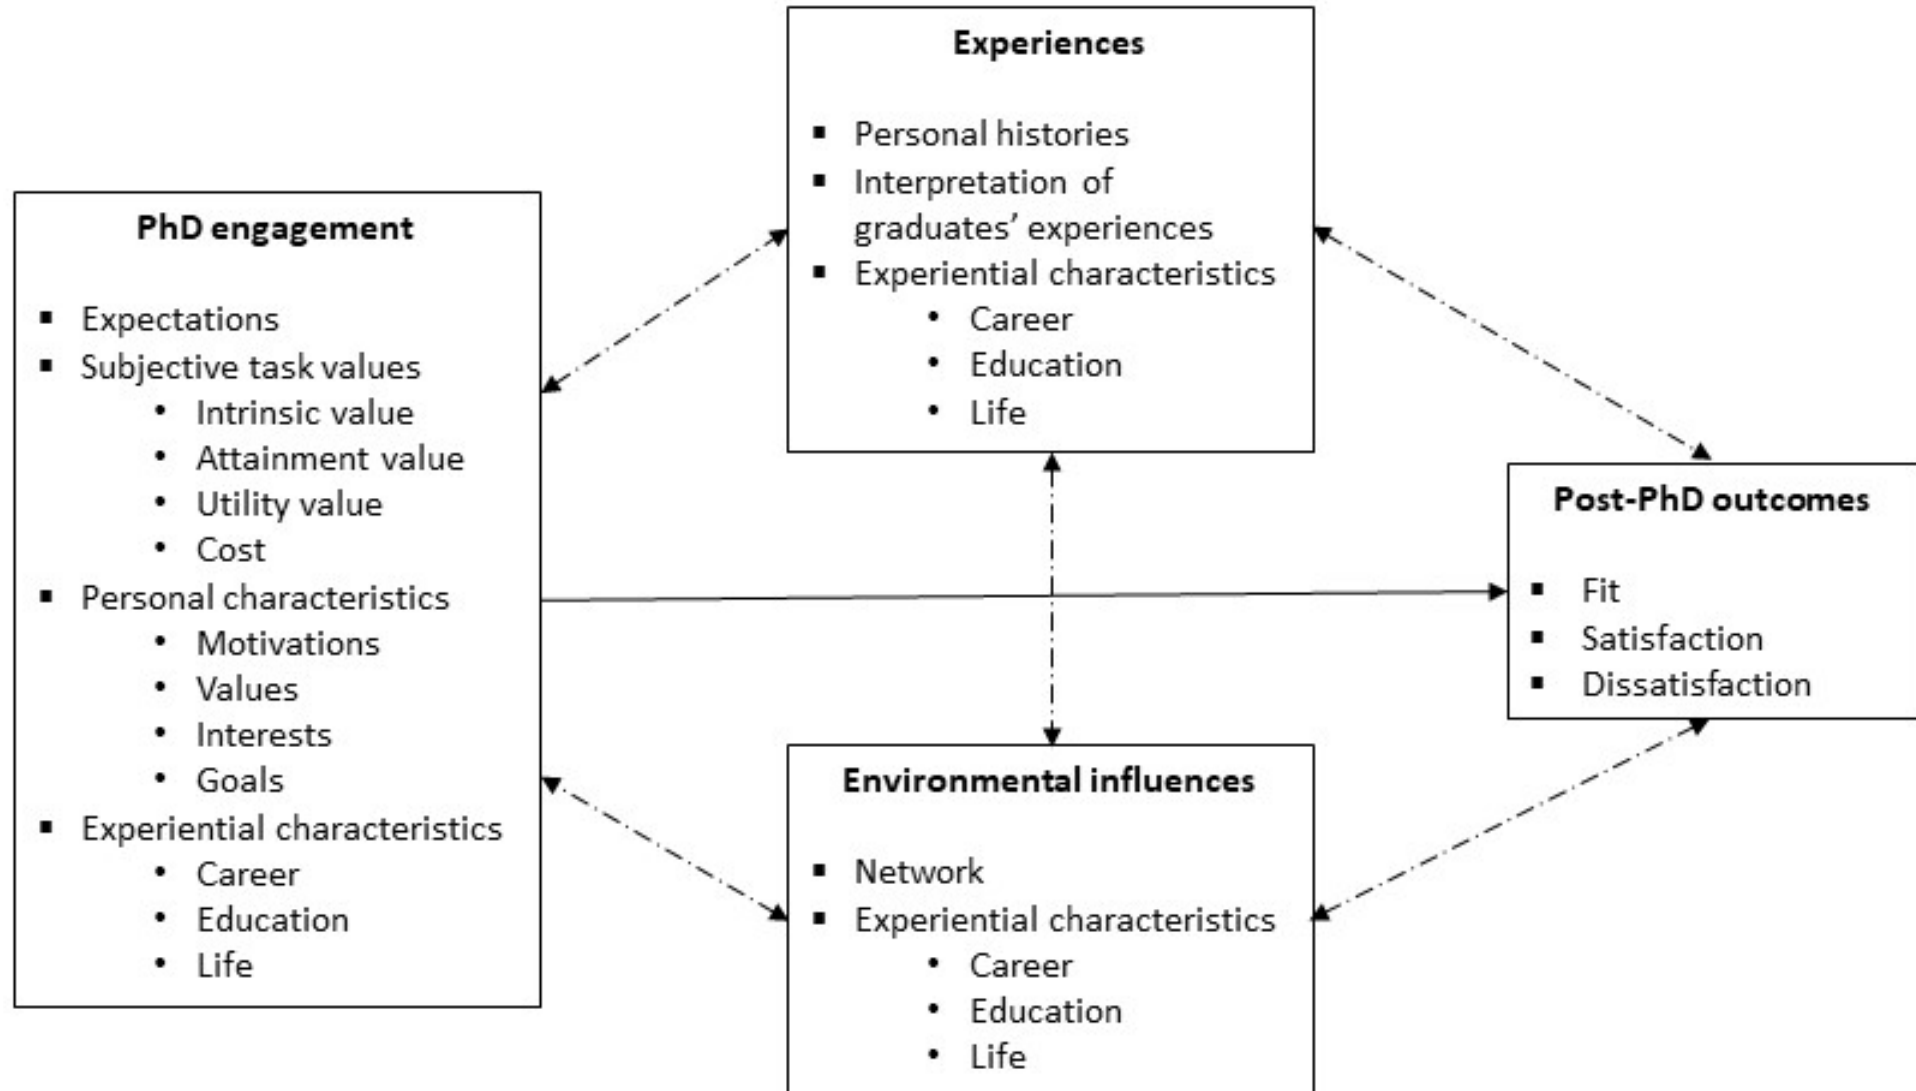 Experiences
▪ Personal histories
▪ Interpretation of
graduates’ experiences
▪ Experiential characteristics
• Career
• Education
• Life
PhD engagement
▪ Expectations
▪ Subjective task values
• Intrinsic value
• Attainment value
• Utility value
• Cost
▪ Personal characteristics
• Motivations
• Values
• Interests
• Goals
▪ Experiential characteristics
• Career
• Education
• Life
Post-PhD outcomes
▪ Fit
▪ Satisfaction
▪ Dissatisfaction
Environmental influences
▪ Network
▪ Experiential characteristics
• Career
• Education
• Life